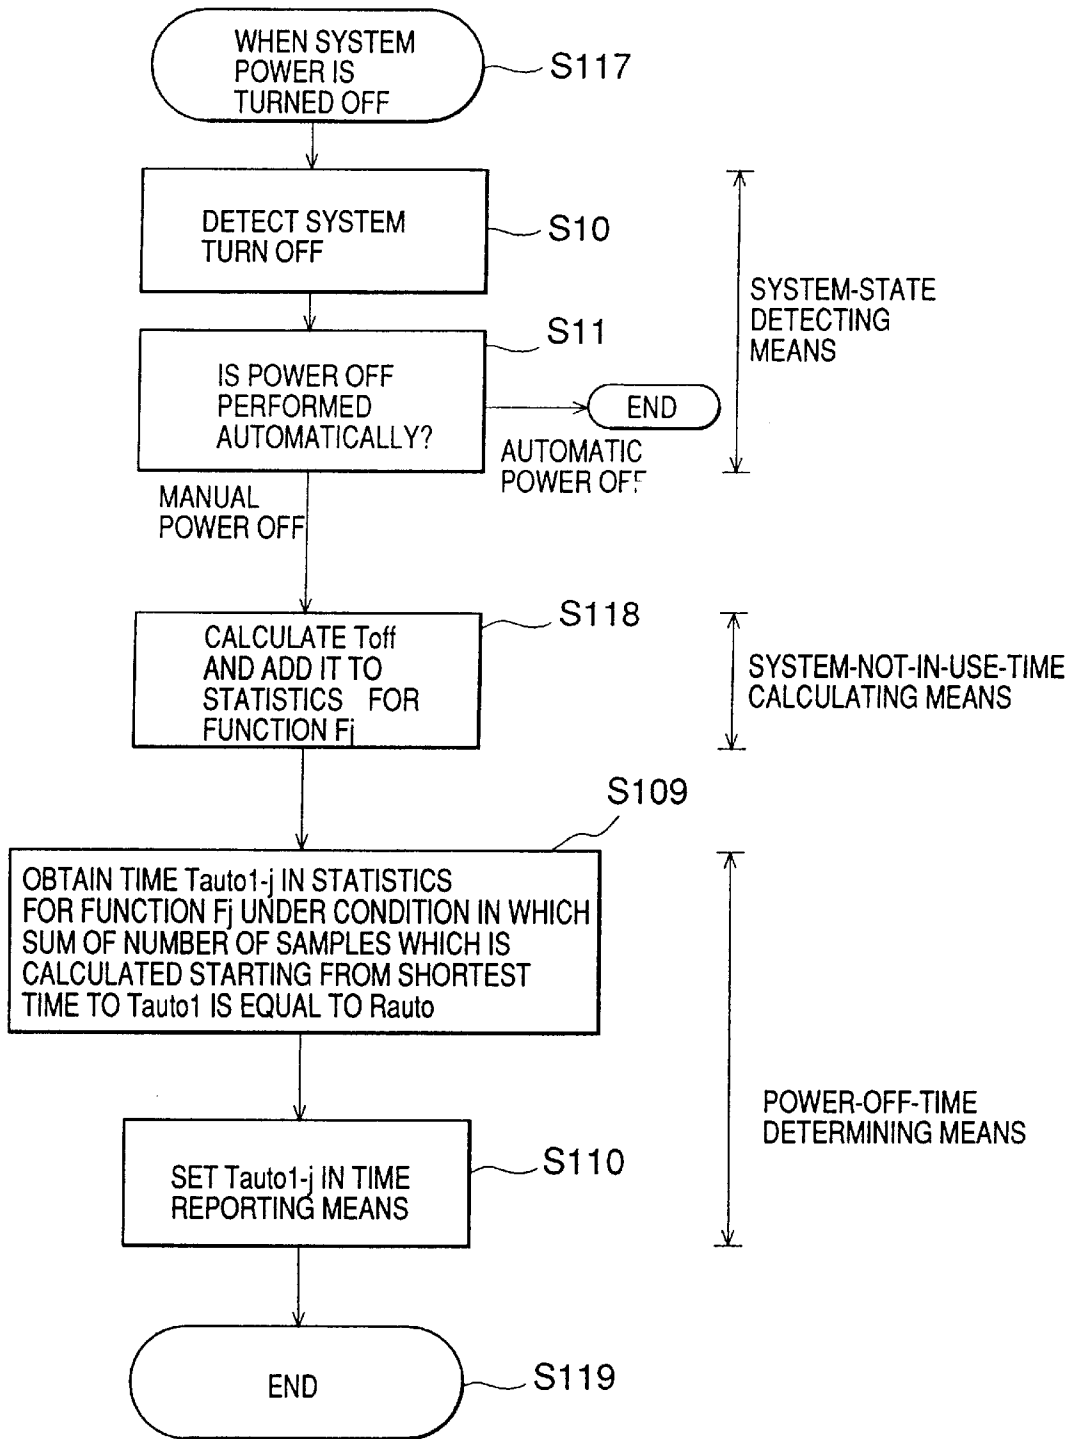 WHEN SYSTEM
POWER IS
TURNED OFF
S117
DETECT SYSTEM
TURN OFF
S10
SYSTEM-STATE
DETECTING
MEANS
S11
IS POWER OFF
PERFORMED
AUTOMATICALLY?
END
AUTOMATIC
POWER OFF
MANUAL
POWER OFF
S118
CALCULATE Toff
AND ADD IT TO
STATISTICS FOR
FUNCTION Fj
SYSTEM-NOT-IN-USE-TIME
CALCULATING MEANS
S109
OBTAIN TIME Tauto1-j IN STATISTICS
FOR FUNCTION Fj UNDER CONDITION IN WHICH
SUM OF NUMBER OF SAMPLES WHICH IS
CALCULATED STARTING FROM SHORTEST
TIME TO Tauto1 IS EQUAL TO Rauto
POWER-OFF-TIME
DETERMINING MEANS
S110
SET Tauto1-j IN TIME
REPORTING MEANS
END
S119